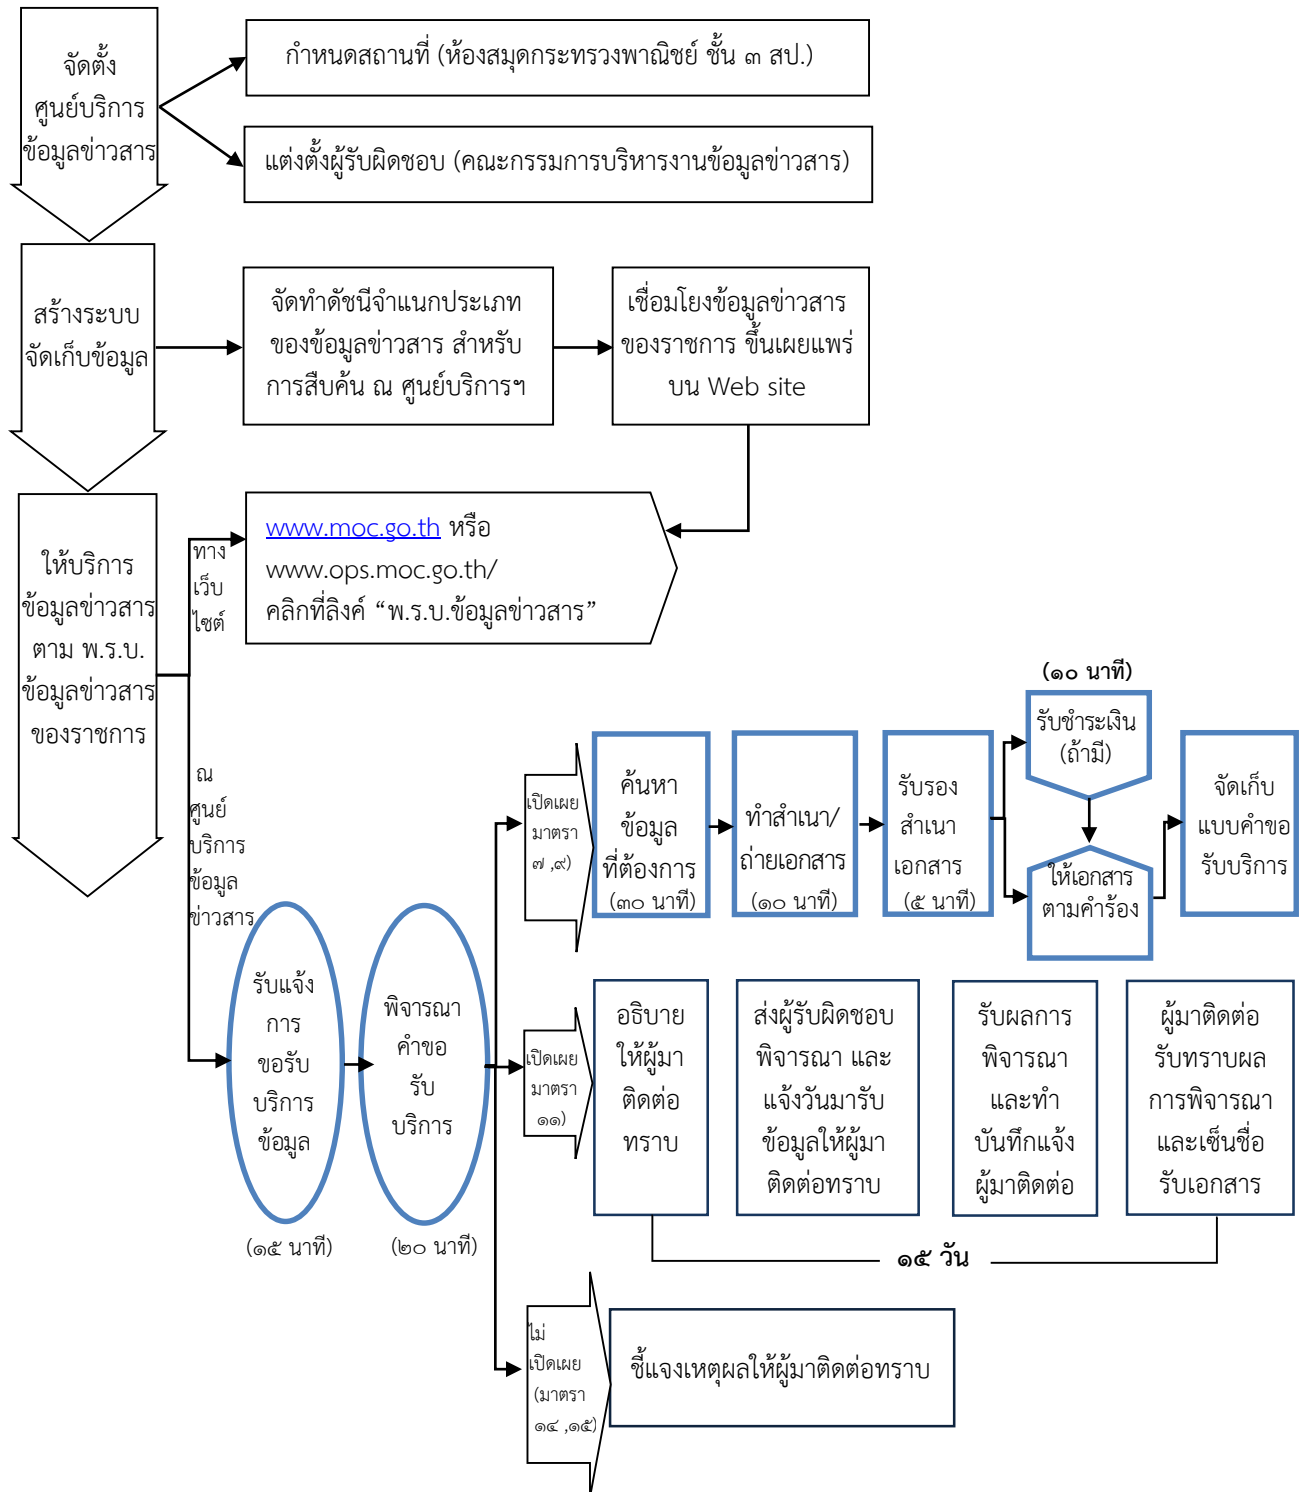 จัดตั้ง
ศูนย์บริการ
ข้อมูลข่าวสาร
กำหนดสถานที่ (ห้องสมุดกระทรวงพาณิชย์ ชั้น ๓ สป.)
แต่งตั้งผู้รับผิดชอบ (คณะกรรมการบริหารงานข้อมูลข่าวสาร)
สร้างระบบ
จัดเก็บข้อมูล
จัดทำดัชนีจำแนกประเภท
ของข้อมูลข่าวสาร สำหรับ
การสืบค้น ณ ศูนย์บริการฯ
เชื่อมโยงข้อมูลข่าวสาร
ของราชการ ขึ้นเผยแพร่
บน Web site
ให้บริการ
ข้อมูลข่าวสาร
ตาม พ.ร.บ.
ข้อมูลข่าวสาร
ของราชการ
ทาง
เว็บ
ไซต์
www.moc.go.th หรือ
www.ops.moc.go.th/
คลิกที่ลิงค์ “พ.ร.บ.ข้อมูลข่าวสาร”
ณ
ศูนย์
บริการ
ข้อมูล
ข่าวสาร
รับแจ้ง
การ
ขอรับ
บริการ
ข้อมูล
(๑๕ นาที)
พิจารณา
คำขอ
รับ
บริการ
(๒๐ นาที)
เปิดเผย
มาตรา
๗ ,๙)
ค้นหา
ข้อมูล
ที่ต้องการ
(๓๐ นาที)
ทำสำเนา/
ถ่ายเอกสาร
(๑๐ นาที)
รับรอง
สำเนา
เอกสาร
(๕ นาที)
(๑๐ นาที)
รับชำระเงิน
(ถ้ามี)
ให้เอกสาร
ตามคำร้อง
จัดเก็บ
แบบคำขอ
รับบริการ
เปิดเผย
มาตรา
๑๑)
อธิบาย
ให้ผู้มา
ติดต่อ
ทราบ
ส่งผู้รับผิดชอบ
พิจารณา และ
แจ้งวันมารับ
ข้อมูลให้ผู้มา
ติดต่อทราบ
รับผลการ
พิจารณา
และทำ
บันทึกแจ้ง
ผู้มาติดต่อ
ผู้มาติดต่อ
รับทราบผล
การพิจารณา
และเซ็นชื่อ
รับเอกสาร
๑๕ วัน
ไม่
เปิดเผย
(มาตรา
๑๔ ,๑๕)
ชี้แจงเหตุผลให้ผู้มาติดต่อทราบ